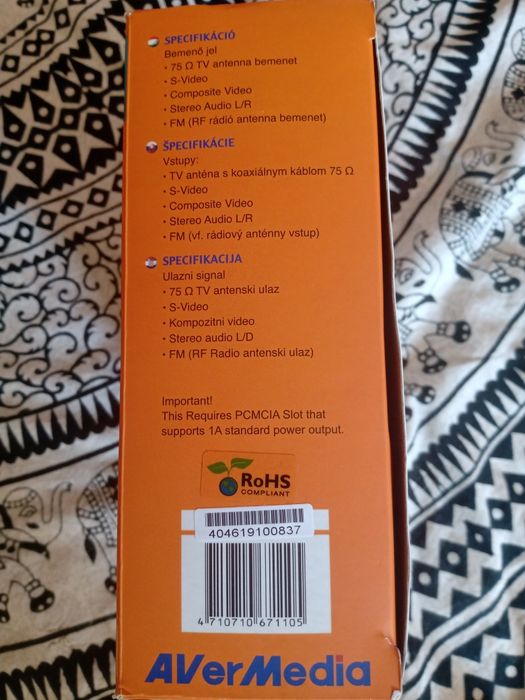 SPECIFIKÁCIÓ
Bemenő jel
• 75 Ω TV antenna bemenet
• S-Video
• Composite Video
• Stereo Audio L/R
• FM (RF rádió antenna bemenet)
ŠPECIFIKÁCIE
Vstupy:
• TV anténa s koaxiálnym káblom 75 Ω
• S-Video
• Composite Video
• Stereo Audio L/R
• FM (vf. rádiový anténny vstup)
SPECIFIKACIJA
Ulazni signal
• 75 Ω TV antenski ulaz
• S-Video
• Kompozitni video
• Stereo audio L/D
• FM (RF Radio antenski ulaz)
Important!
This Requires PCMCIA Slot that
supports 1A standard power output.
RoHS
COMPLIANT
404619100837
4 710710 671105
AVerMedia